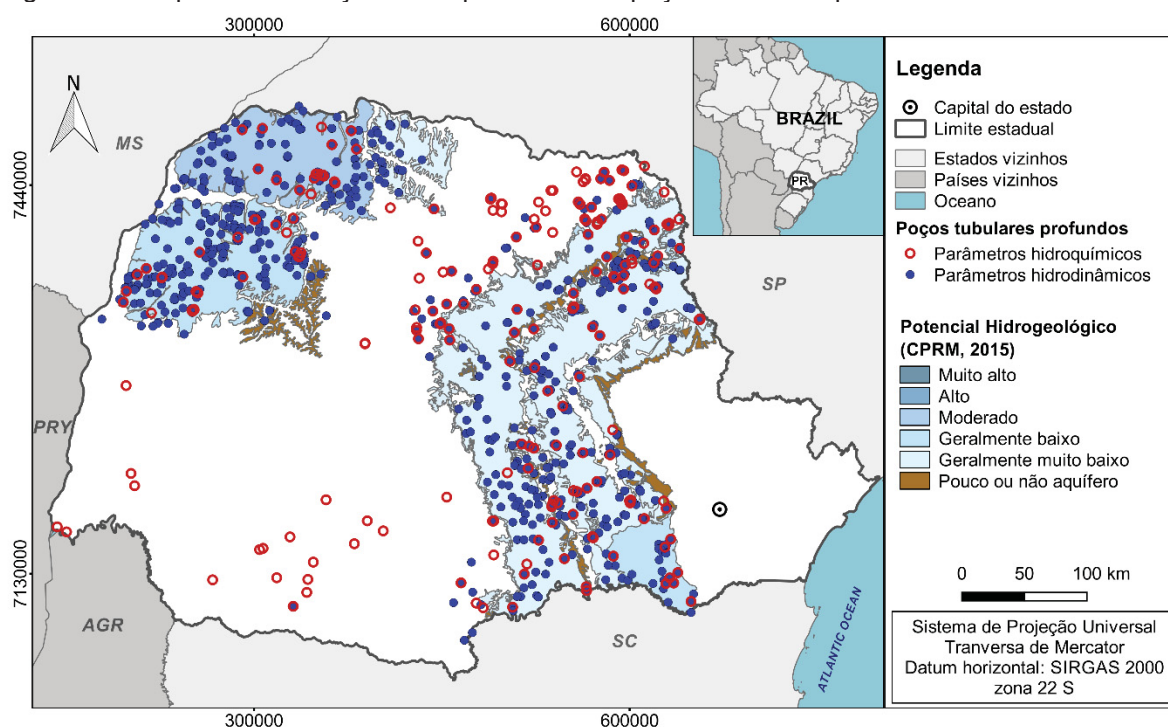 300000
600000
N
MS
BRAZIL
PR
7440000
SP
PRY
7130000
AGR
SC
ATLANTIC OCEAN
300000
600000
Legenda
Capital do estado
Limite estadual
Estados vizinhos
Países vizinhos
Oceano
Poços tubulares profundos
Parâmetros hidroquímicos
Parâmetros hidrodinâmicos
Potencial Hidrogeológico
(CPRM, 2015)
Muito alto
Alto
Moderado
Geralmente baixo
Geralmente muito baixo
Pouco ou não aquífero
0 50 100 km
Sistema de Projeção Universal
Tranversa de Mercator
Datum horizontal: SIRGAS 2000
zona 22 S